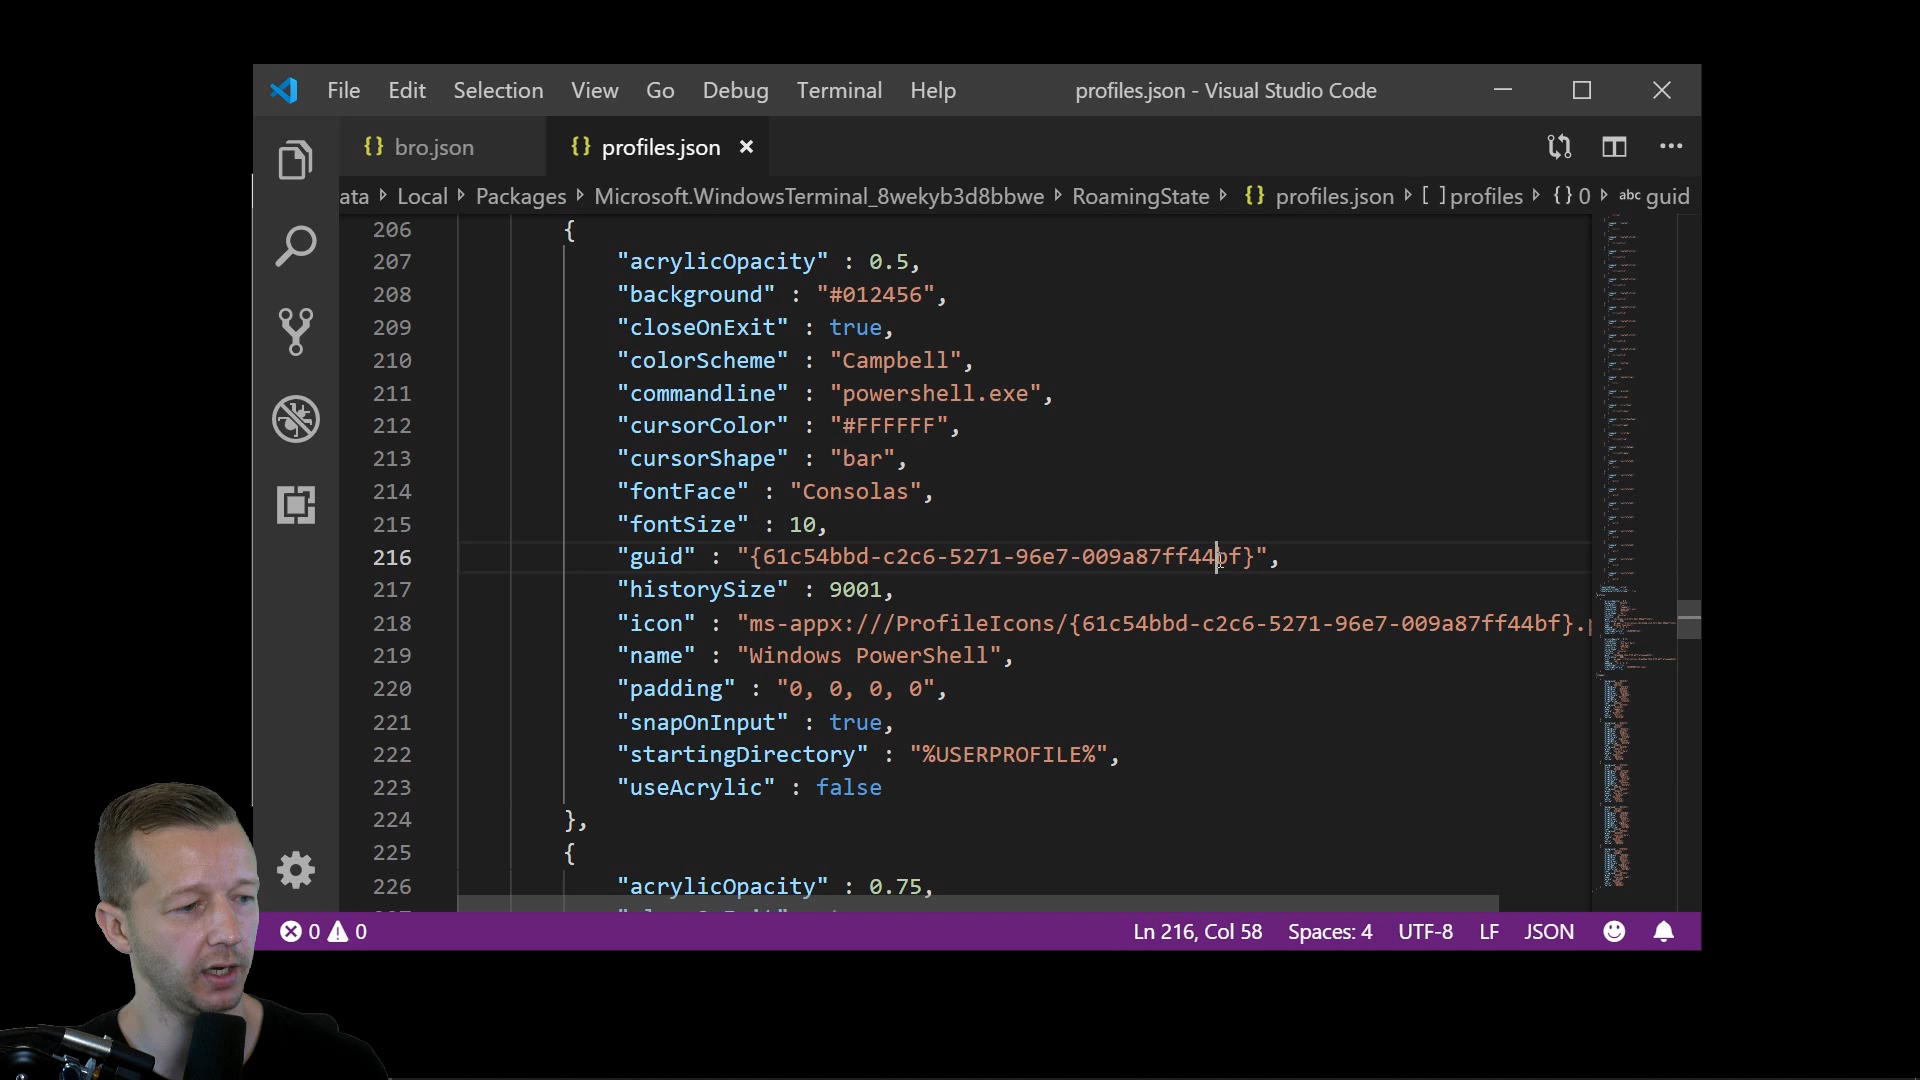 File Edit Selection View Go Debug Terminal Help profiles.json - Visual Studio Code
{} bro.json {} profiles.json
ata Local Packages Microsoft.WindowsTerminal_8wekyb3d8bbwe RoamingState {} profiles.json [ ] profiles {} 0 abc guid
206 {
207 "acrylicOpacity" : 0.5,
208 "background" : "#012456",
209 "closeOnExit" : true,
210 "colorScheme" : "Campbell",
211 "commandline" : "powershell.exe",
212 "cursorColor" : "#FFFFFF",
213 "cursorShape" : "bar",
214 "fontFace" : "Consolas",
215 "fontSize" : 10,
216 "guid" : "{61c54bbd-c2c6-5271-96e7-009a87ff44bf}",
217 "historySize" : 9001,
218 "icon" : "ms-appx:///ProfileIcons/{61c54bbd-c2c6-5271-96e7-009a87ff44bf}.
219 "name" : "Windows PowerShell",
220 "padding" : "0, 0, 0, 0",
221 "snapOnInput" : true,
222 "startingDirectory" : "%USERPROFILE%",
223 "useAcrylic" : false
224 },
225 {
226 "acrylicOpacity" : 0.75,
0 0 Ln 216, Col 58 Spaces: 4 UTF-8 LF JSON